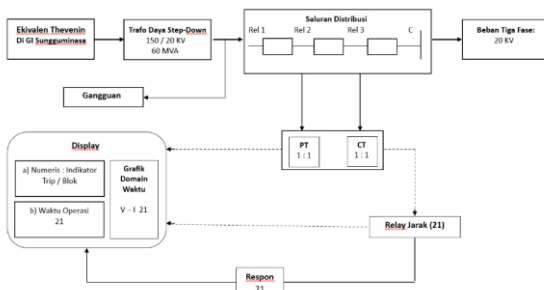 Ekivalen Thevenin
Di GI Sungguminasa
Trafo Daya Step-Down
150 / 20 KV
60 MVA
Saluran Distribusi
Rel 1 Rel 2 Rel 3 C
Beban Tiga Fase:
20 KV
Gangguan
PT
1 : 1
CT
1 : 1
Display
a) Numeris : Indikator
Trip / Blok
b) Waktu Operasi
21
Grafik
Domain
Waktu
V – I 21
Relay Jarak (21)
Respon
21